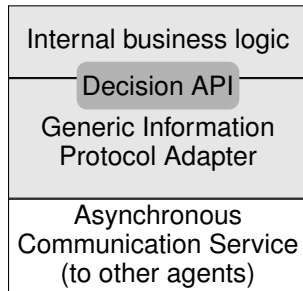 Internal business logic
Decision API
Generic Information
Protocol Adapter
Asynchronous
Communication Service
(to other agents)